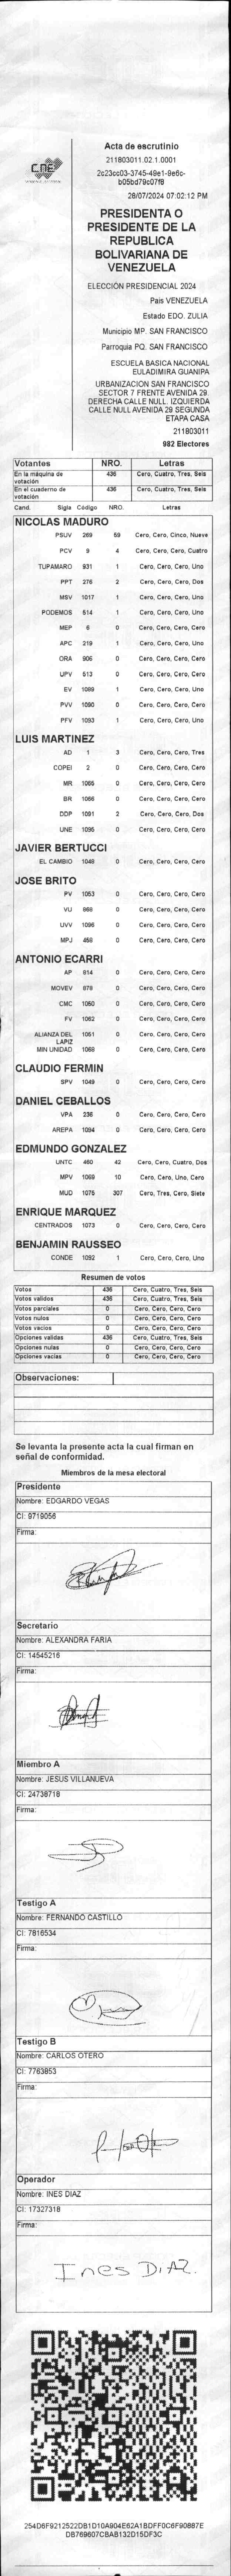 CNE
Acta de escrutinio
211803011.02.1.0001
2c23cc03-3745-49e1-9e6c-
b05bd79c07f8
28/07/2024 07:02:12 PM
PRESIDENTA O
PRESIDENTE DE LA
REPUBLICA
BOLIVARIANA DE
VENEZUELA
ELECCIÓN PRESIDENCIAL 2024
Pais VENEZUELA
Estado EDO. ZULIA
Municipio MP. SAN FRANCISCO
Parroquia PQ. SAN FRANCISCO
ESCUELA BASICA NACIONAL
EULADIMIRA GUANIPA
URBANIZACION SAN FRANCISCO
SECTOR 7 FRENTE AVENIDA 29.
DERECHA CALLE NULL. IZQUIERDA
CALLE NULL AVENIDA 29 SEGUNDA
ETAPA CASA
211803011
982 Electores
Votantes NRO. Letras
En la máquina de votación 436 Cero, Cuatro, Tres, Seis
En el cuaderno de votación 436 Cero, Cuatro, Tres, Seis
Cand. Sigla Codigo NRO. Letras
NICOLAS MADURO
PSUV 269 59 Cero, Cero, Cinco, Nueve
PCV 9 4 Cero, Cero, Cero, Cuatro
TUPAMARO 931 1 Cero, Cero, Cero, Uno
PPT 276 2 Cero, Cero, Cero, Dos
MSV 1017 1 Cero, Cero, Cero, Uno
PODEMOS 514 1 Cero, Cero, Cero, Uno
MEP 6 0 Cero, Cero, Cero, Cero
APC 219 1 Cero, Cero, Cero, Uno
ORA 906 0 Cero, Cero, Cero, Cero
UPV 513 0 Cero, Cero, Cero, Cero
EV 1089 1 Cero, Cero, Cero, Uno
PVV 1090 0 Cero, Cero, Cero, Cero
PFV 1093 1 Cero, Cero, Cero, Uno
LUIS MARTINEZ
AD 1 3 Cero, Cero, Cero, Tres
COPEI 2 0 Cero, Cero, Cero, Cero
MR 1065 0 Cero, Cero, Cero, Cero
BR 1066 0 Cero, Cero, Cero, Cero
DDP 1091 2 Cero, Cero, Cero, Dos
UNE 1095 0 Cero, Cero, Cero, Cero
JAVIER BERTUCCI
EL CAMBIO 1048 0 Cero, Cero, Cero, Cero
JOSE BRITO
PV 1053 0 Cero, Cero, Cero, Cero
VU 868 0 Cero, Cero, Cero, Cero
UVV 1096 0 Cero, Cero, Cero, Cero
MPJ 458 0 Cero, Cero, Cero, Cero
ANTONIO ECARRI
AP 814 0 Cero, Cero, Cero, Cero
MOVEV 878 0 Cero, Cero, Cero, Cero
CMC 1050 0 Cero, Cero, Cero, Cero
FV 1062 0 Cero, Cero, Cero, Cero
ALIANZA DEL LAPIZ 1051 0 Cero, Cero, Cero, Cero
MIN UNIDAD 1068 0 Cero, Cero, Cero, Cero
CLAUDIO FERMIN
SPV 1049 0 Cero, Cero, Cero, Cero
DANIEL CEBALLOS
VPA 236 0 Cero, Cero, Cero, Cero
AREPA 1094 0 Cero, Cero, Cero, Cero
EDMUNDO GONZALEZ
UNTC 480 42 Cero, Cero, Cuatro, Dos
MPV 1069 10 Cero, Cero, Uno, Cero
MUD 1075 307 Cero, Tres, Cero, Siete
ENRIQUE MARQUEZ
CENTRADOS 1073 0 Cero, Cero, Cero, Cero
BENJAMIN RAUSSEO
CONDE 1092 1 Cero, Cero, Cero, Uno
Resumen de votos
Votos 436 Cero, Cuatro, Tres, Seis
Votos validos 436 Cero, Cuatro, Tres, Seis
Votos parciales 0 Cero, Cero, Cero, Cero
Votos nulos 0 Cero, Cero, Cero, Cero
Votos vacios 0 Cero, Cero, Cero, Cero
Opciones validas 436 Cero, Cuatro, Tres, Seis
Opciones nulas 0 Cero, Cero, Cero, Cero
Opciones vacias 0 Cero, Cero, Cero, Cero
Observaciones:
Se levanta la presente acta la cual firman en
señal de conformidad.
Miembros de la mesa electoral
Presidente
Nombre: EDGARDO VEGAS
CI: 9719056
Firma:
Secretario
Nombre: ALEXANDRA FARIA
CI: 14545216
Firma:
Miembro A
Nombre: JESUS VILLANUEVA
CI: 24736718
Firma:
Testigo A
Nombre: FERNANDO CASTILLO
CI: 7816534
Firma:
Testigo B
Nombre: CARLOS OTERO
CI: 7763853
Firma:
Operador
Nombre: INES DIAZ
CI: 17327318
Firma:
Ines DIAZ.
254D6F9212522DB1D10A904E62A1BDFF0C6F90887E
DB769607CBAB132D15DF3C